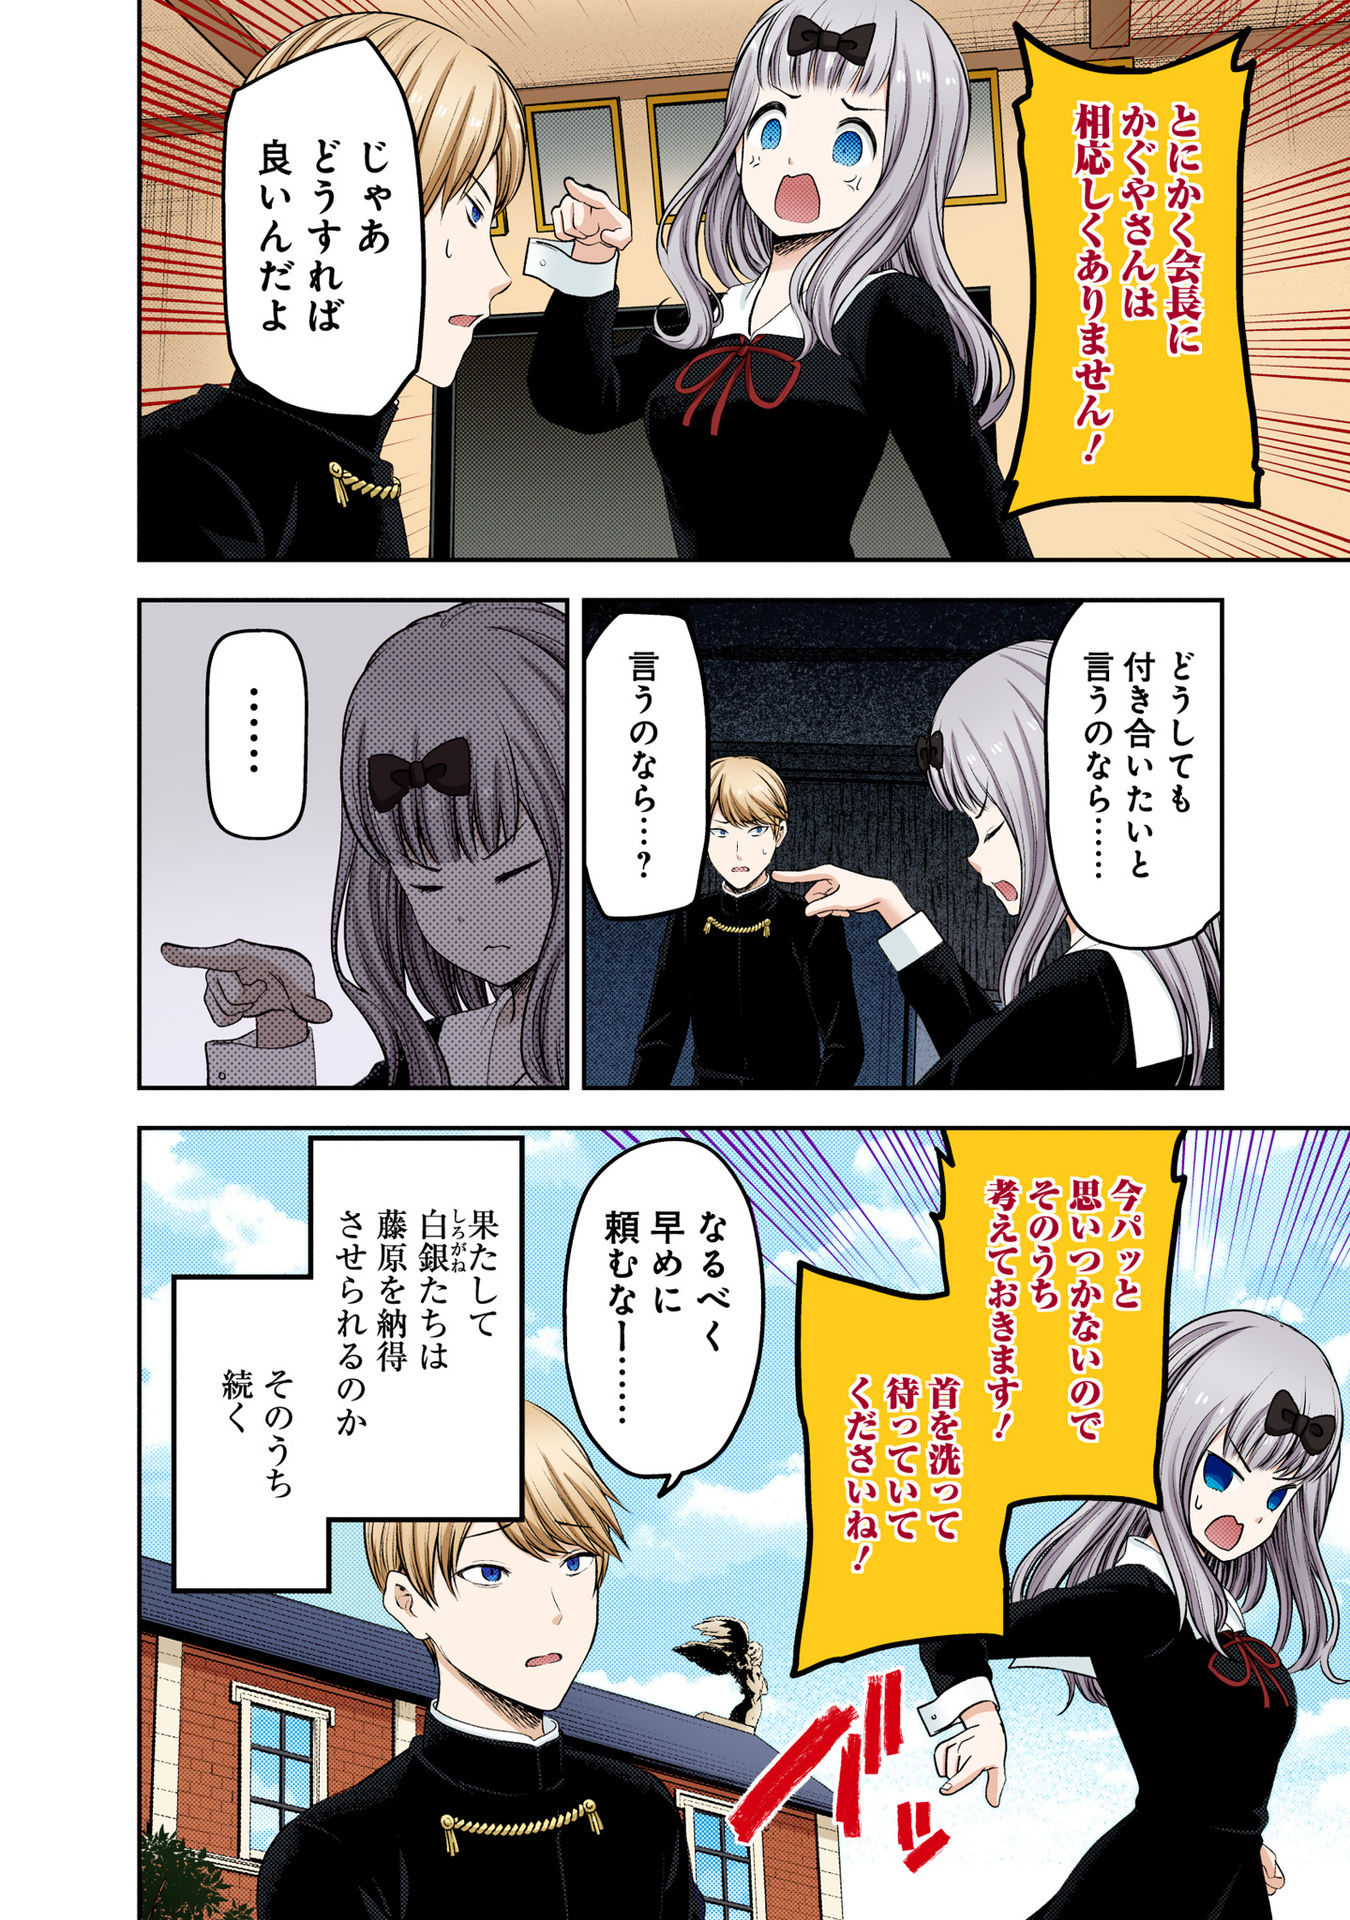 とにかく会長に
かぐやさんは
相応しくありません!
じゃあ
どうすれば
良いんだよ
どうしても
付き合いたいと
言うのなら……
言うのなら…?
……
今パッと
思いつかないので
そのうち
考えておきます!
首を洗って
待っていて
くださいね!
ブッ
なるべく
早めに
頼むなー……
果たして
白銀たちは
しろがね
藤原を納得
させられるのか
そのうち
続く